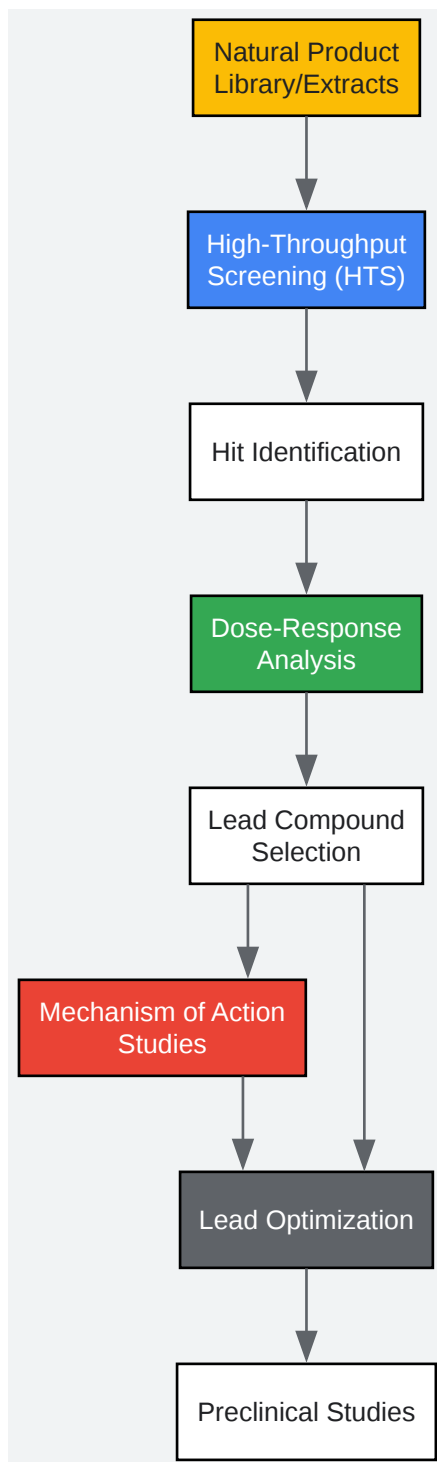 Natural Product
Library/Extracts
High-Throughput
Screening (HTS)
Hit Identification
Dose-Response
Analysis
Lead Compound
Selection
Mechanism of Action
Studies
Lead Optimization
Preclinical Studies